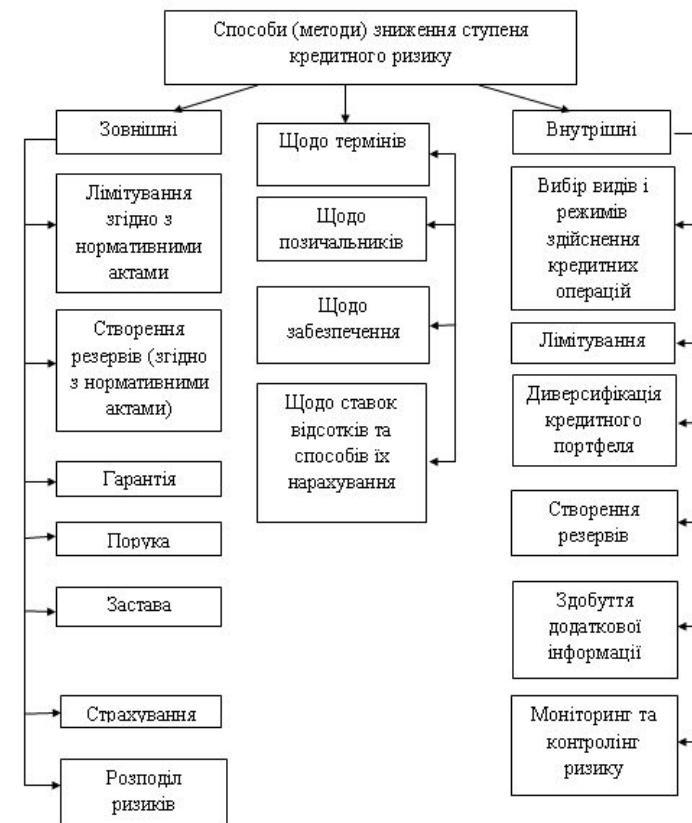 Способи (методи) зниження ступеня
кредитного ризику
Зовнішні
Лімітування
згідно з
нормативними
актами
Створення
резервів (згідно
з нормативними
актами)
Гарантія
Порука
Застава
Страхування
Розподіл
ризиків
Щодо термінів
Щодо
позичальників
Щодо
забезпечення
Щодо ставок
відсотків та
способів їх
нарахування
Внутрішні
Вибір видів і
режимів
здійснення
кредитних
операцій
Лімітування
Диверсифікація
кредитного
портфеля
Створення
резервів
Здобуття
додаткової
інформації
Моніторинг та
контролінг
ризику